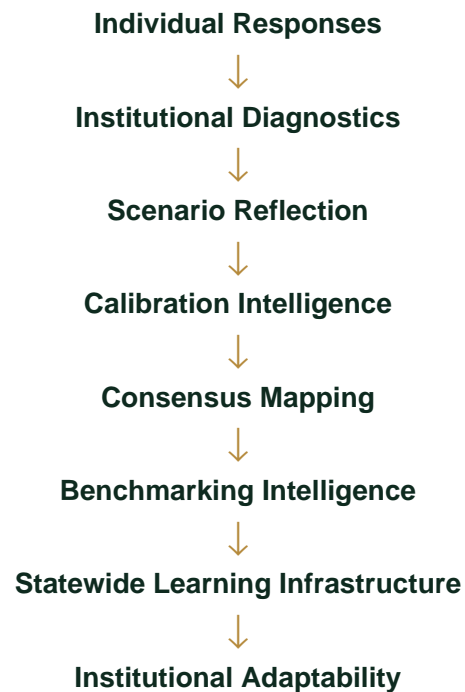 Individual Responses
↓
Institutional Diagnostics
↓
Scenario Reflection
↓
Calibration Intelligence
↓
Consensus Mapping
↓
Benchmarking Intelligence
↓
Statewide Learning Infrastructure
↓
Institutional Adaptability